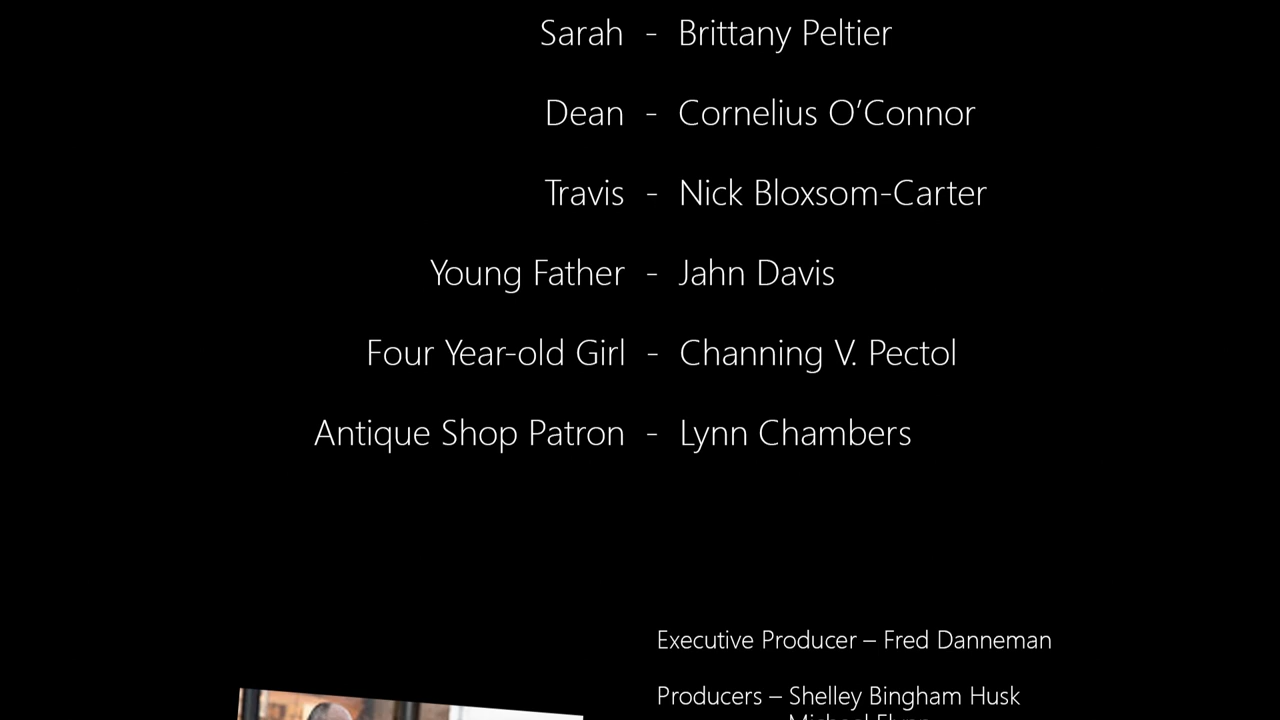 Sarah - Brittany Peltier
Dean - Cornelius O’Connor
Travis - Nick Bloxsom-Carter
Young Father - Jahn Davis
Four Year-old Girl - Channing V. Pectol
Antique Shop Patron - Lynn Chambers
Executive Producer – Fred Danneman
Producers – Shelley Bingham Husk